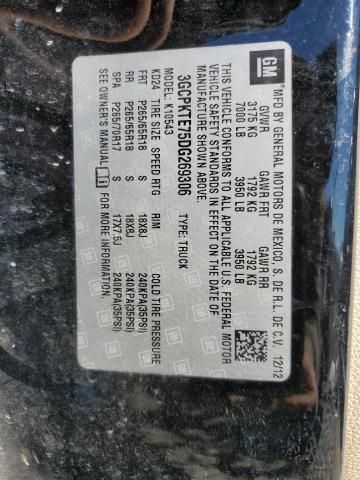 GM
MFD BY GENERAL MOTORS DE MEXICO, S. DE R.L. DE C.V. 12/12
GVWR GAWR FRT GAWR RR
3175 KG 1792 KG 1792 KG
7000 LB 3950 LB 3950 LB
THIS VEHICLE CONFORMS TO ALL APPLICABLE U.S. FEDERAL MOTOR
VEHICLE SAFETY STANDARDS IN EFFECT ON THE DATE OF
MANUFACTURE SHOWN ABOVE.
3GCPKTE75DG269306 TYPE: TRUCK
MODEL: K10543
KD24 TIRE SIZE SPEED RTG RIM COLD TIRE PRESSURE
FRT P265/65R18 S 18X8J 240KPA(35PSI)
RR P265/65R18 S 18X8J 240KPA(35PSI)
SPA P265/70R17 S 17X7.5J 240KPA(35PSI)
SEE OWNER'S MANUAL FOR MORE INFORMATION.